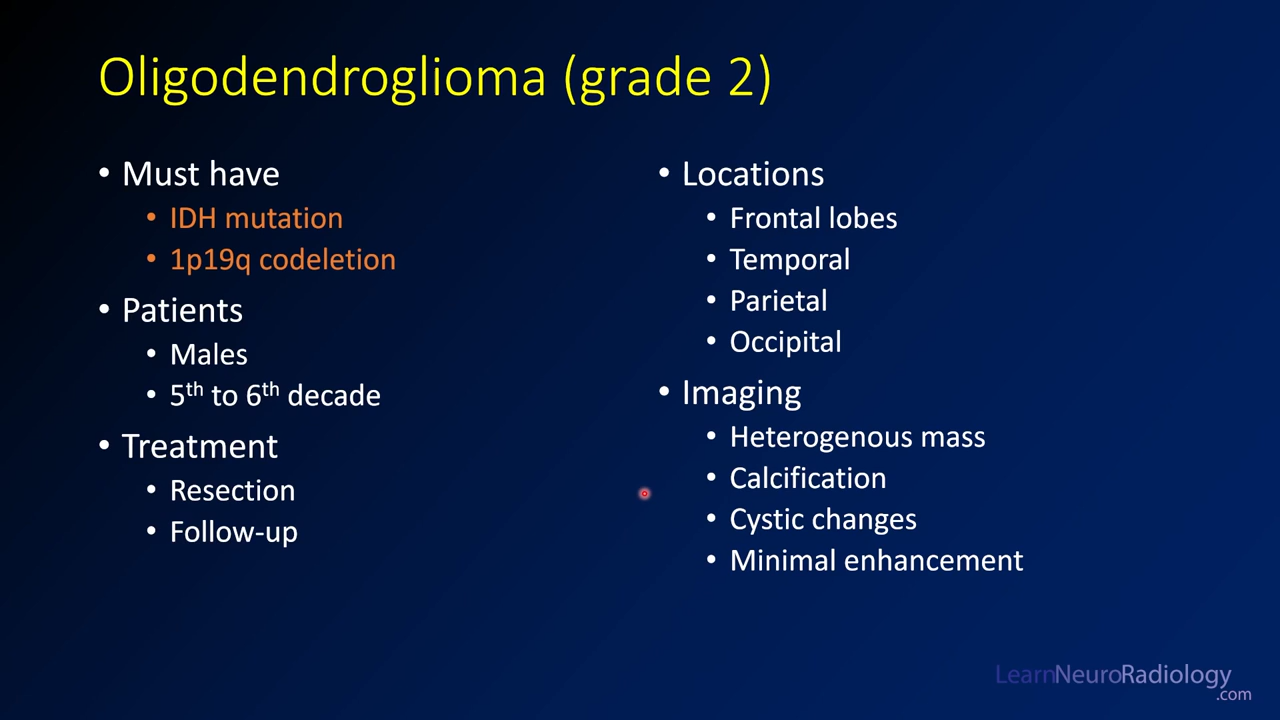 Oligodendroglioma (grade 2)
• Must have
• IDH mutation
• 1p19q codeletion
• Patients
• Males
• 5th to 6th decade
• Treatment
• Resection
• Follow-up
• Locations
• Frontal lobes
• Temporal
• Parietal
• Occipital
• Imaging
• Heterogenous mass
• Calcification
• Cystic changes
• Minimal enhancement
LearnNeuroRadiology
.com